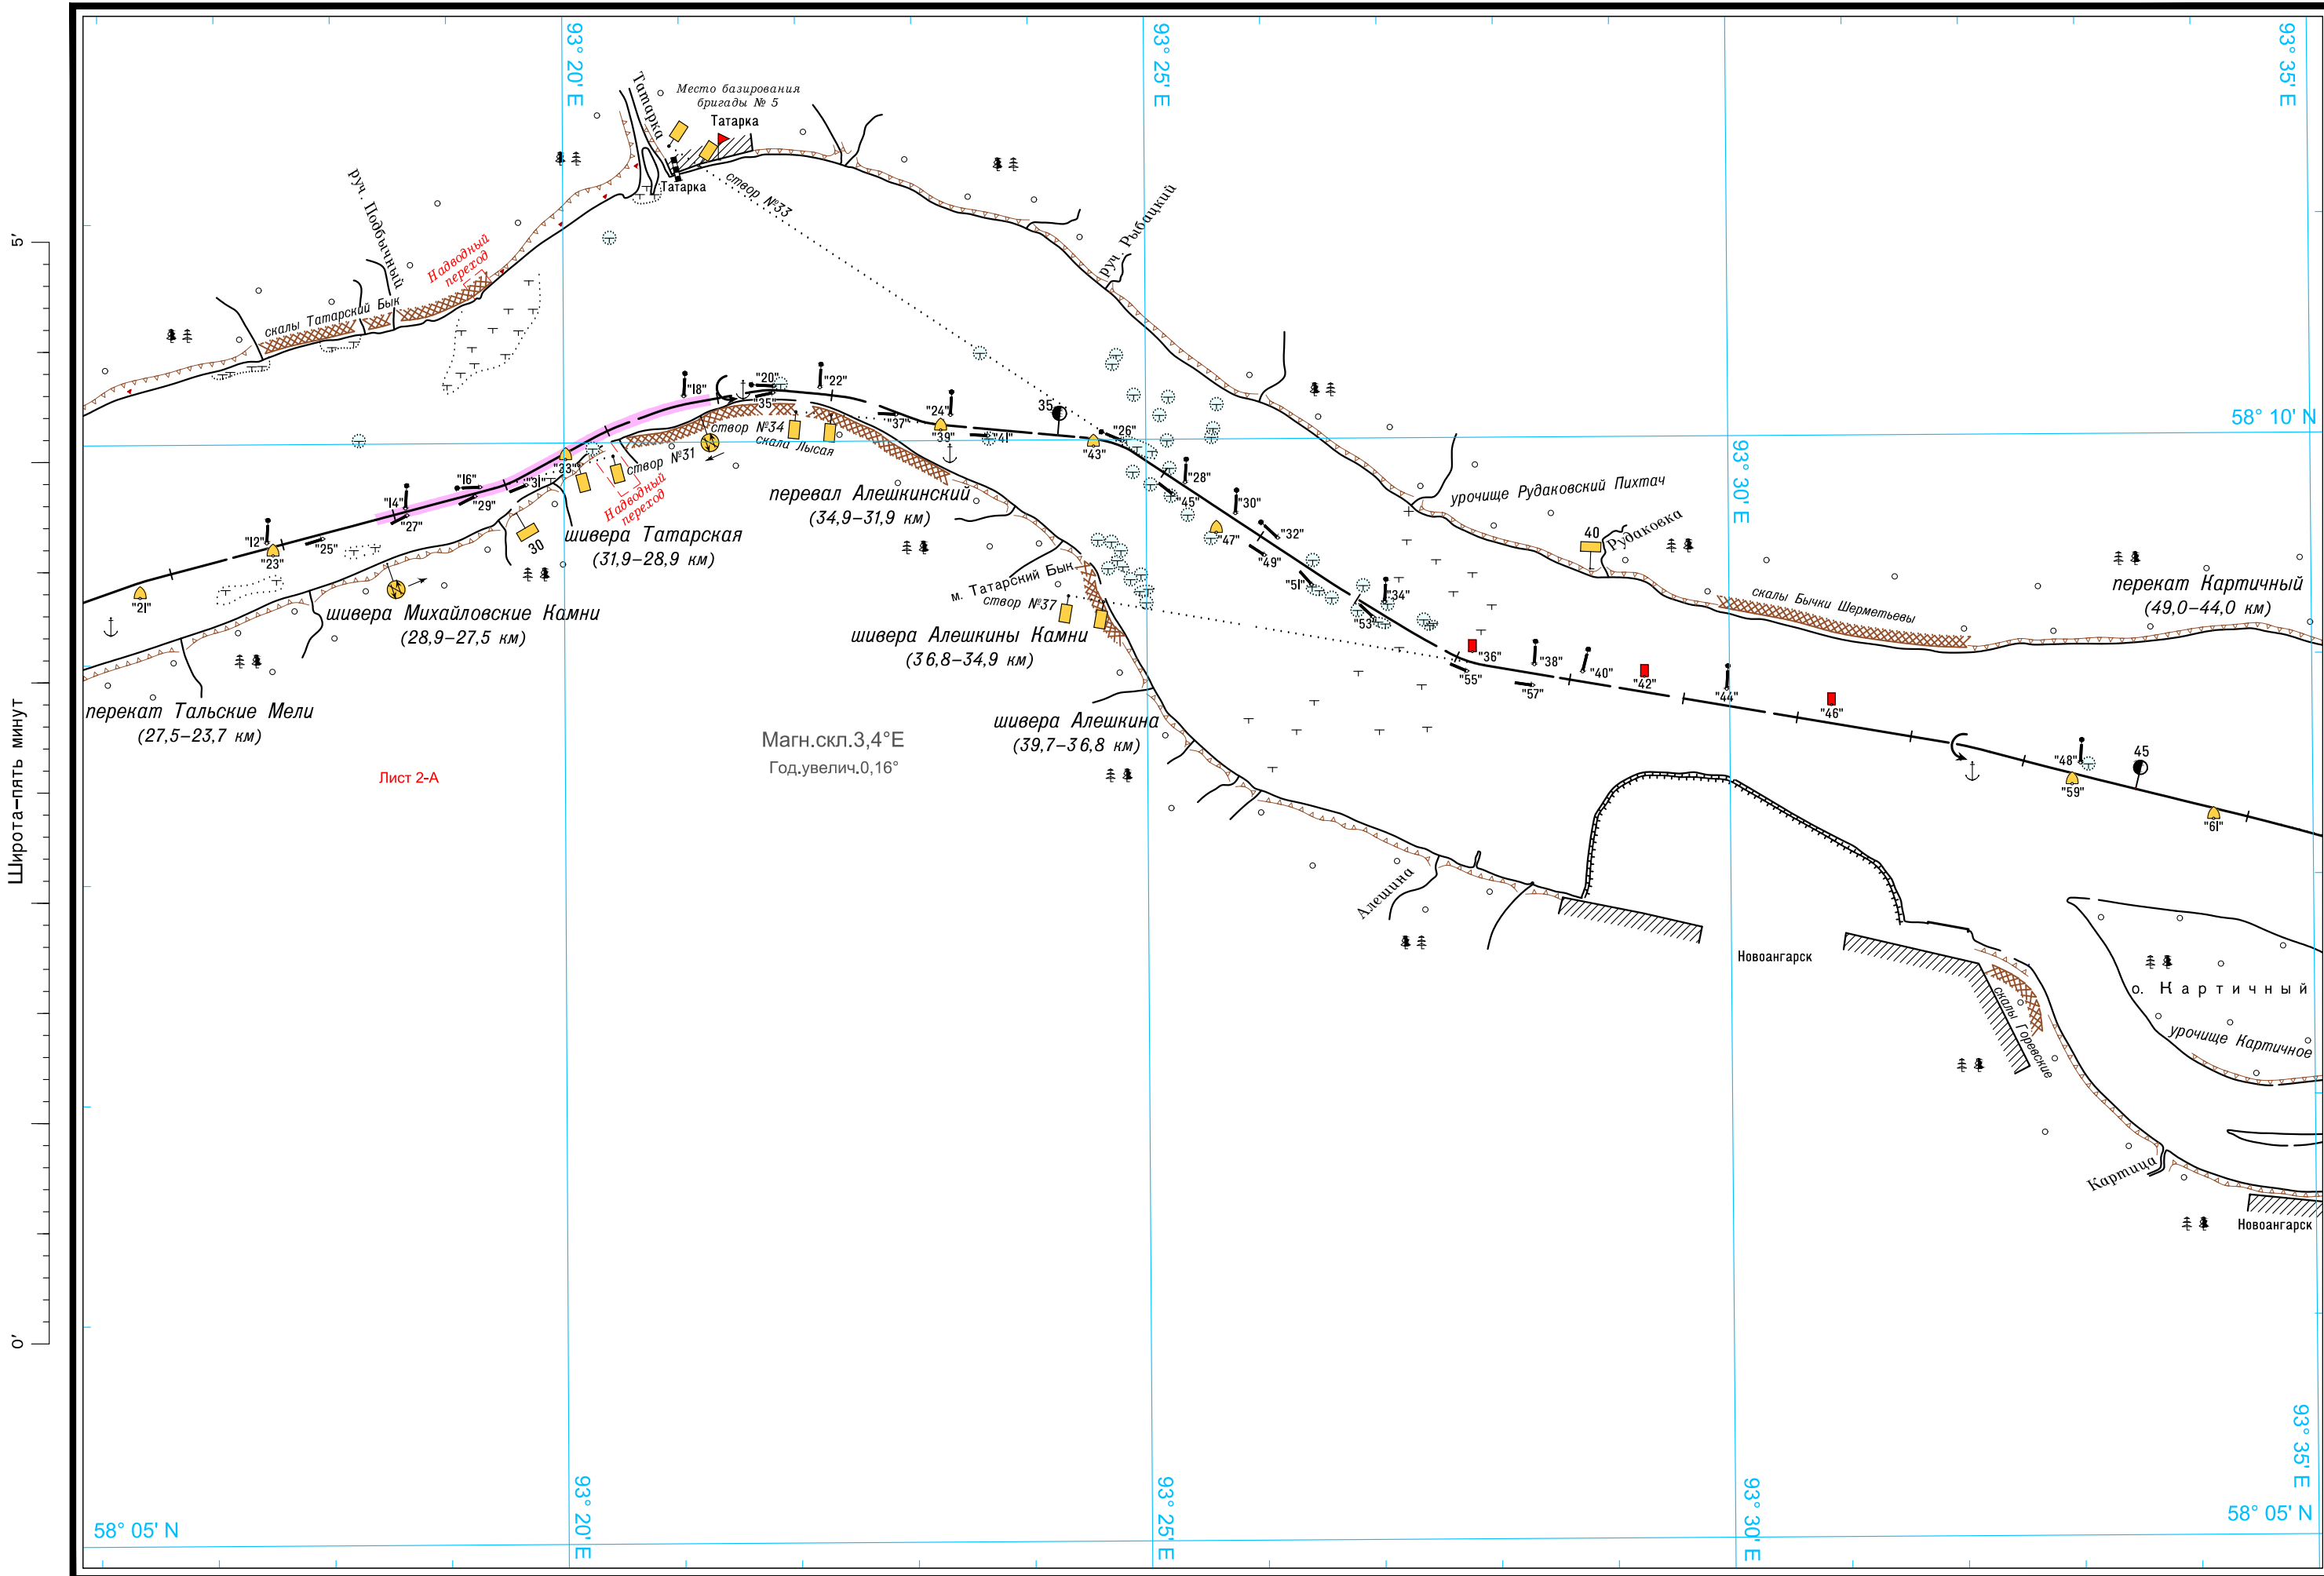 93° 20' E
93° 25' E
93° 35' E
Татарка
Место базирования
бригады № 5
Татарка
Татарка
створ №33
руч. Подбычный
руч. Рыбацкий
5'
Надводный
переход
скалы Татарский Бык
58° 10' N
"18"
"20"
"22"
"35"
"24"
"37"
"39"
35
"41"
"26"
"43"
створ №34
скала Лысая
створ №31
"33"
Надводный
переход
93° 30' E
"14"
"16"
"31"
"29"
"27"
"28"
"45"
"30"
"47"
"32"
"49"
"51"
"34"
"53"
урочище Рудаковский Пихтач
40
Рудаковка
перевал Алешкинский
(34,9–31,9 км)
"12"
"23"
"25"
30
шивера Татарская
(31,9–28,9 км)
"21"
шивера Михайловские Камни
(28,9–27,5 км)
м. Татарский Бык
створ №37
шивера Алешкины Камни
(36,8–34,9 км)
скалы Бычки Шерметьевы
перекат Картичный
(49,0–44,0 км)
"36"
"38"
"40"
"55"
"57"
"42"
"44"
"46"
перекат Тальские Мели
(27,5–23,7 км)
шивера Алешкина
(39,7–36,8 км)
Магн.скл.3,4°E
Год.увелич.0,16°
Лист 2-А
"48"
45
"59"
"61"
Широта–пять минут
Алешина
Новоангарск
скалы Горевские
о. Картичный
урочище Картичное
Картица
Новоангарск
0'
93° 20' E
93° 25' E
93° 30' E
93° 35' E
58° 05' N
58° 05' N